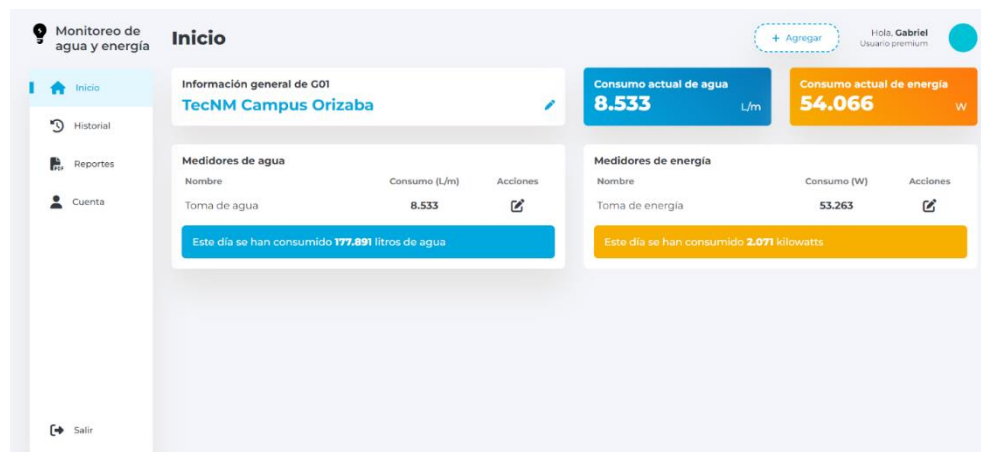 Monitoreo de
agua y energía
Inicio
+ Agregar
Hola, Gabriel
Usuario premium
Inicio
Historial
PDF Reportes
Cuenta
Salir
Información general de G01
TecNM Campus Orizaba
Consumo actual de agua
8.533 L/m
Consumo actual de energía
54.066 W
Medidores de agua
Nombre Consumo (L/m) Acciones
Toma de agua 8.533
Este día se han consumido 177.891 litros de agua
Medidores de energía
Nombre Consumo (W) Acciones
Toma de energía 53.263
Este día se han consumido 2.071 kilowatts